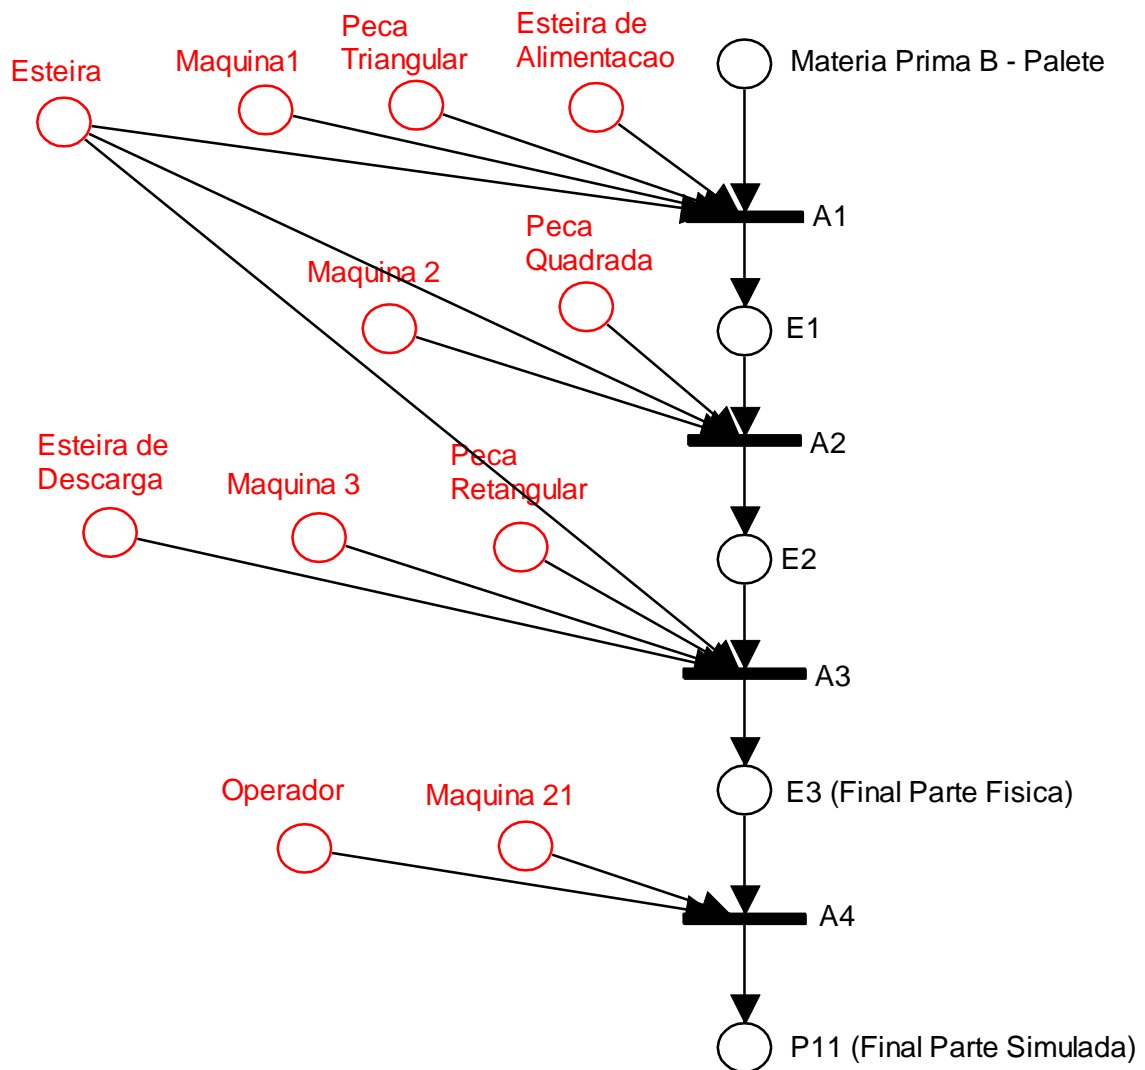 Peca
Triangular
Esteira de
Alimentacao
Materia Prima B - Palete
Esteira
Maquina1
A1
Peca
Quadrada
Maquina 2
E1
A2
Esteira de
Descarga
Maquina 3
Peca
Retangular
E2
A3
Operador
Maquina 21
E3 (Final Parte Fisica)
A4
P11 (Final Parte Simulada)